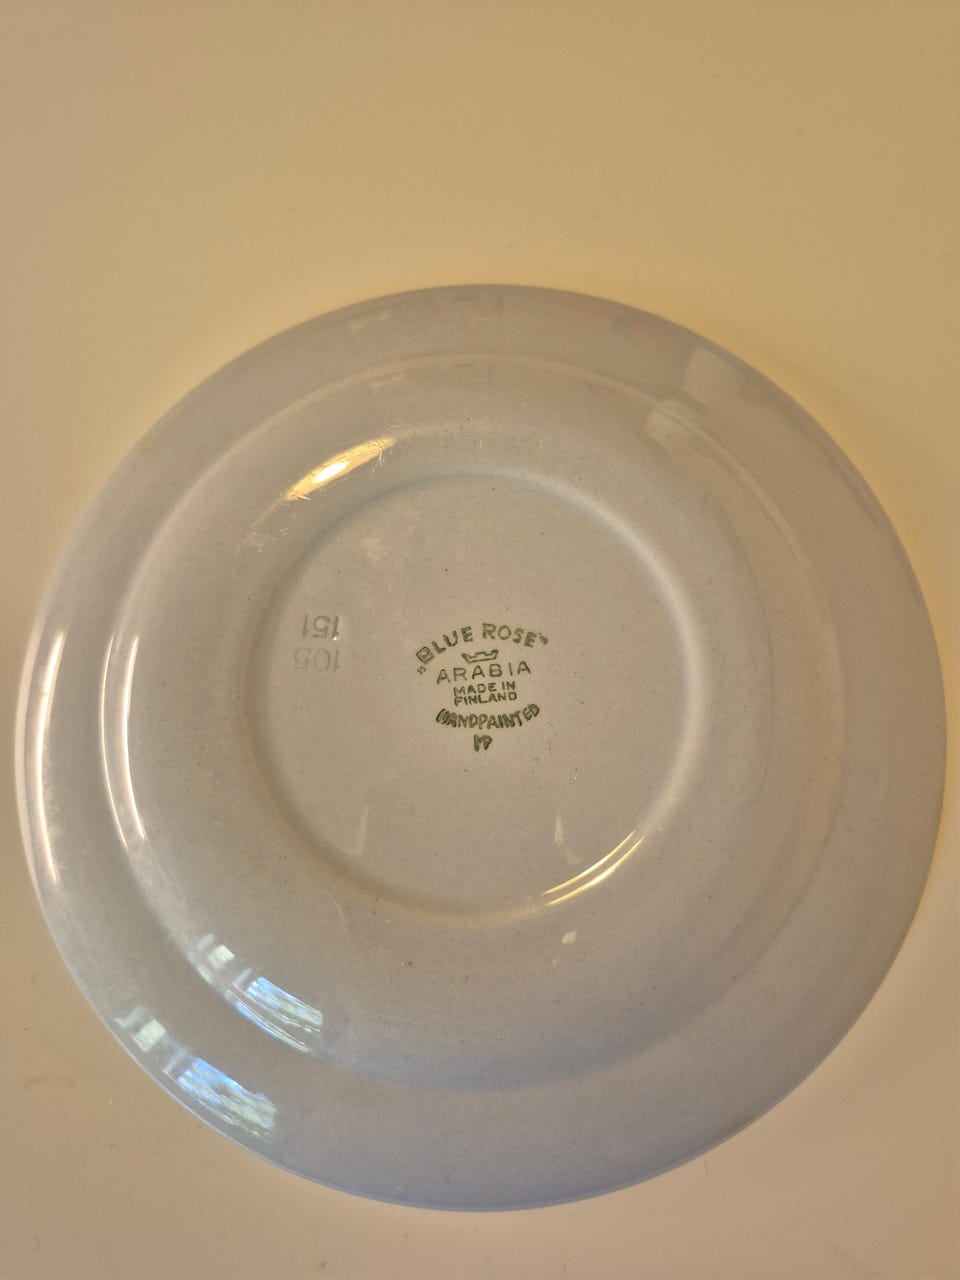 „BLUE ROSE”
ARABIA
MADE IN
FINLAND
HANDPAINTED
105
151